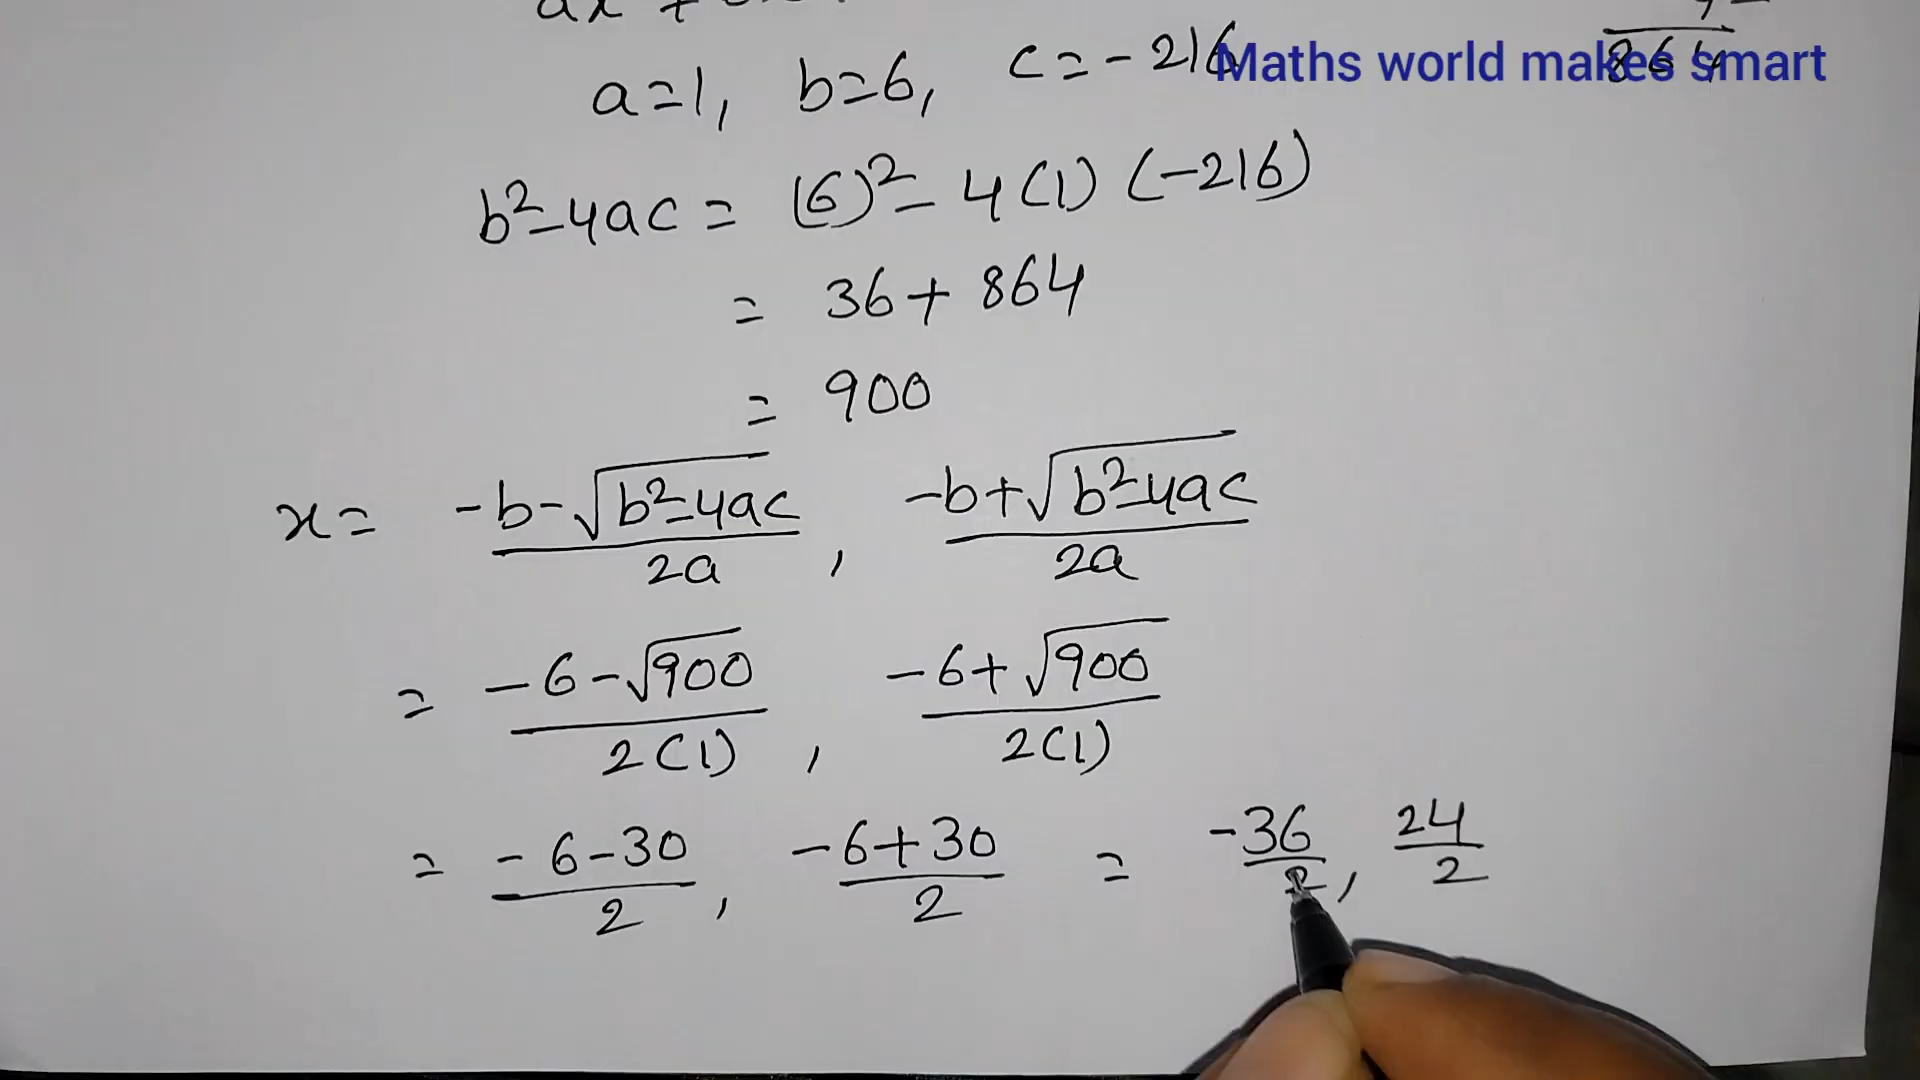 a=1, b=6, c=-216
Maths world makes smart
864
b²-4ac = (6)² - 4(1) (-216)
= 36 + 864
= 900
x = -b-√b²-4ac/2a , -b+√b²-4ac/2a
= -6-√900/2(1) , -6+√900/2(1)
= -6-30/2 , -6+30/2 = -36/2 , 24/2